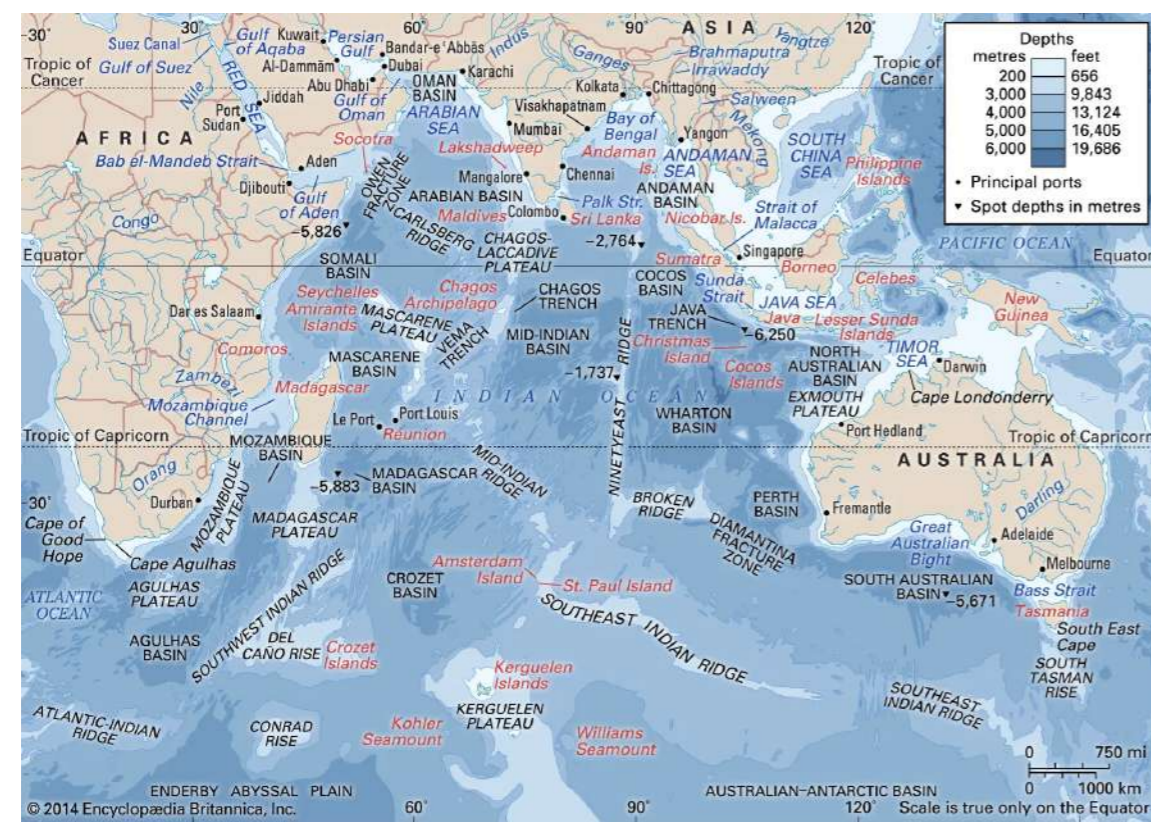 30°
60°
90°
120°
30°
ASIA
Suez Canal
Gulf
of Aqaba
Kuwait
Persian
Gulf
Bandar-e ʿAbbās
Indus
Ganges
Brahmaputra
Yangtze
Tropic of
Cancer
Gulf of Suez
Al-Dammām
Dubai
Karachi
Irrawaddy
Tropic of
Cancer
Nile
RED SEA
Jiddah
Abu Dhabi
Gulf of
Oman
OMAN
BASIN
ARABIAN
SEA
Kolkata
Chittagong
Salween
Mekong
Port
Sudan
Visakhapatnam
Mumbai
Bay of
Bengal
Yangon
SOUTH
CHINA
SEA
AFRICA
Socotra
Lakshadweep
Andaman
Is.
ANDAMAN
SEA
Philippine
Islands
Bab el-Mandeb Strait
Aden
OWEN
FRACTURE
ZONE
Mangalore
Chennai
ANDAMAN
BASIN
Djibouti
Gulf
of Aden
ARABIAN BASIN
Palk Str.
Congo
Maldives
Colombo
Sri Lanka
Nicobar Is.
Strait of
Malacca
CARLSBERG
RIDGE
-5,826
CHAGOS-
LACCADIVE
PLATEAU
-2,764
Singapore
PACIFIC OCEAN
Equator
Equator
SOMALI
BASIN
Sumatra
Borneo
Celebes
Seychelles
Amirante
Islands
Chagos
Archipelago
CHAGOS
TRENCH
COCOS
BASIN
Sunda
Strait
JAVA SEA
Java
New
Guinea
Dar es Salaam
MASCARENE
PLATEAU
VEMA
TRENCH
MID-INDIAN
BASIN
JAVA
TRENCH
-6,250
Lesser Sunda
Islands
Comoros
MASCARENE
BASIN
Christmas
Island
NORTH
AUSTRALIAN
BASIN
TIMOR
SEA
Darwin
Zambezi
Madagascar
-1,737
Cocos
Islands
EXMOUTH
PLATEAU
Cape Londonderry
Mozambique
Channel
INDIAN OCEAN
Le Port
Port Louis
Réunion
WHARTON
BASIN
Port Hedland
Tropic of Capricorn
Tropic of Capricorn
MOZAMBIQUE
BASIN
MID-INDIAN
RIDGE
NINETYEAST RIDGE
AUSTRALIA
Orang
MOZAMBIQUE
PLATEAU
-5,883
MADAGASCAR
BASIN
30°
Durban
MADAGASCAR
PLATEAU
BROKEN
RIDGE
PERTH
BASIN
Fremantle
Darling
Cape of
Good
Hope
DIAMANTINA
FRACTURE
ZONE
Great
Australian
Bight
Adelaide
Cape Agulhas
Amsterdam
Island
St. Paul Island
Melbourne
ATLANTIC
OCEAN
AGULHAS
PLATEAU
CROZET
BASIN
SOUTH AUSTRALIAN
BASIN
-5,671
Bass Strait
Tasmania
SOUTHWEST INDIAN RIDGE
SOUTHEAST INDIAN RIDGE
AGULHAS
BASIN
DEL
CAÑO RISE
Crozet
Islands
South East
Cape
Kerguelen
Islands
SOUTH
TASMAN
RISE
ATLANTIC-INDIAN
RIDGE
CONRAD
RISE
Kohler
Seamount
KERGUELEN
PLATEAU
Williams
Seamount
SOUTHEAST
INDIAN RIDGE
ENDERBY ABYSSAL PLAIN
AUSTRALIAN–ANTARCTIC BASIN
© 2014 Encyclopædia Britannica, Inc.
60°
90°
120°
Depths
metres feet
200 656
3,000 9,843
4,000 13,124
5,000 16,405
6,000 19,686
Principal ports
Spot depths in metres
0 750 mi
0 1000 km
Scale is true only on the Equator